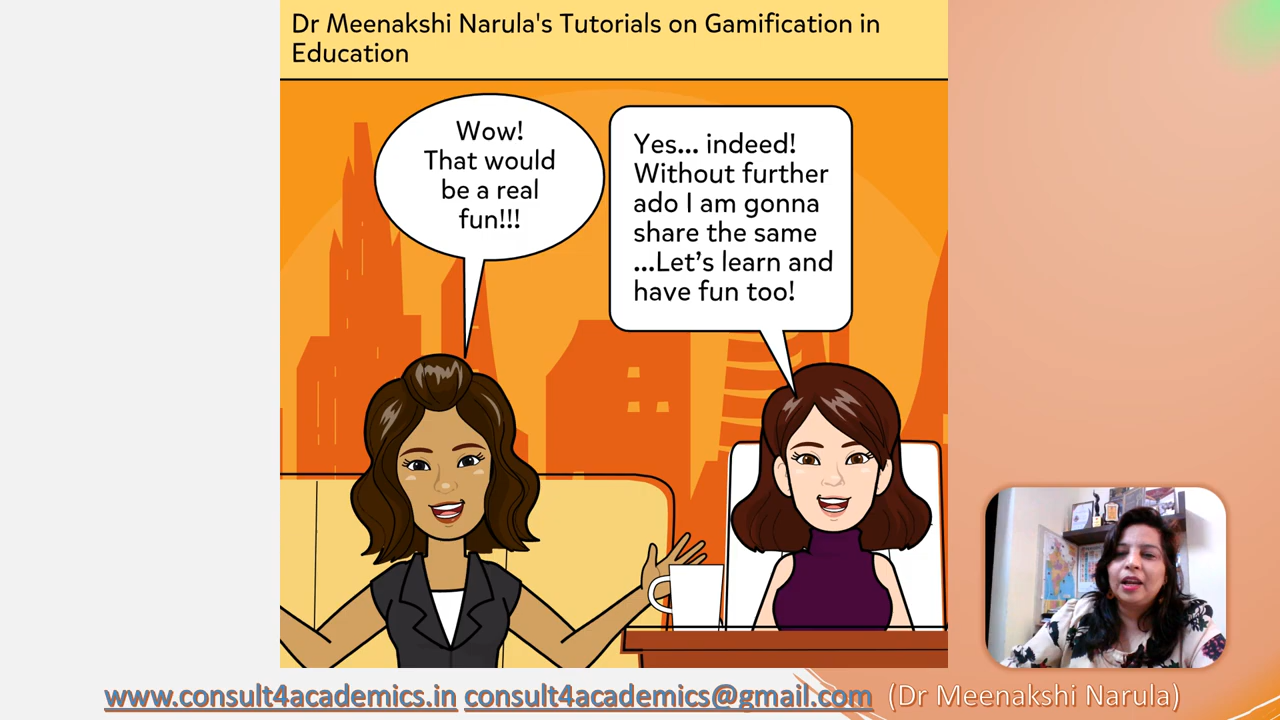 Dr Meenakshi Narula's Tutorials on Gamification in
Education
Wow!
That would
be a real
fun!!!
Yes... indeed!
Without further
ado I am gonna
share the same
...Let’s learn and
have fun too!
www.consult4academics.in consult4academics@gmail.com (Dr Meenakshi Narula)